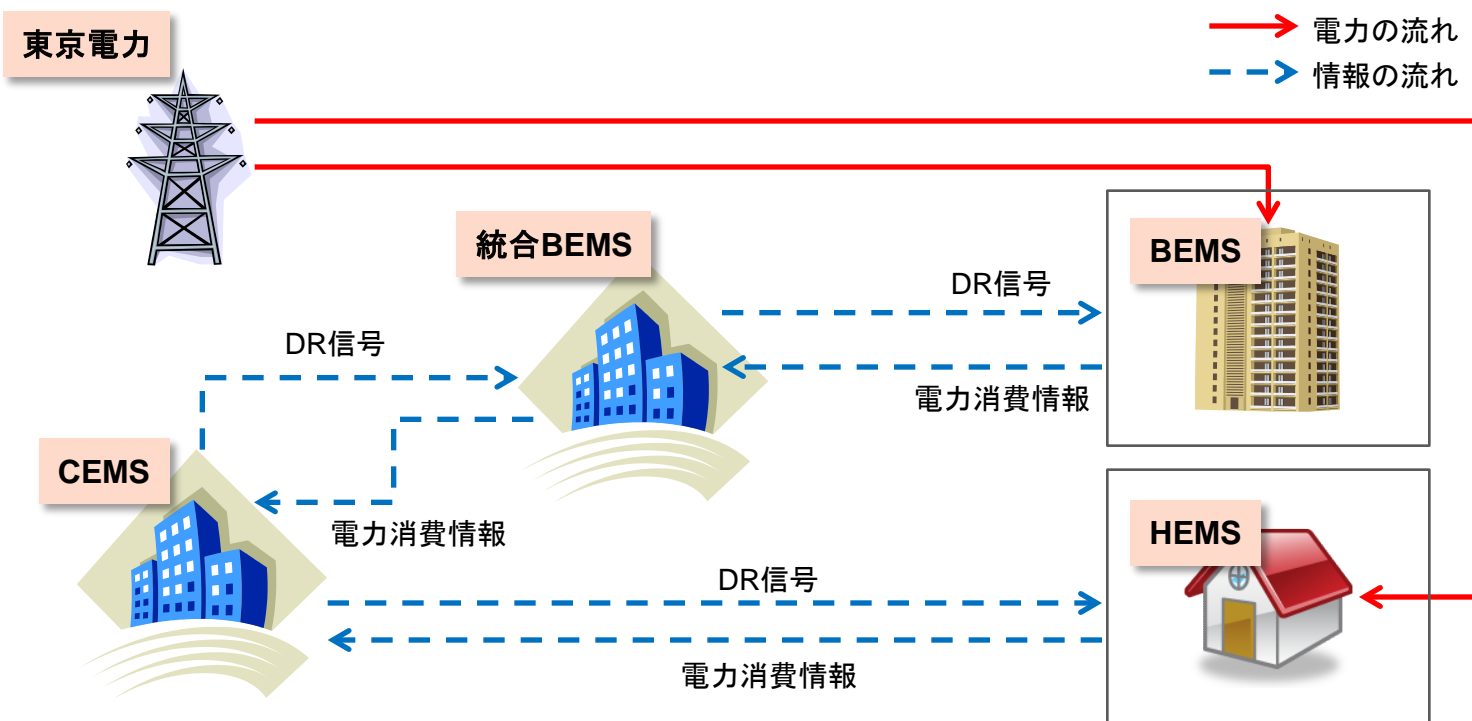 東京電力
電力の流れ
情報の流れ
統合BEMS
BEMS
DR信号
DR信号
電力消費情報
CEMS
電力消費情報
HEMS
DR信号
電力消費情報